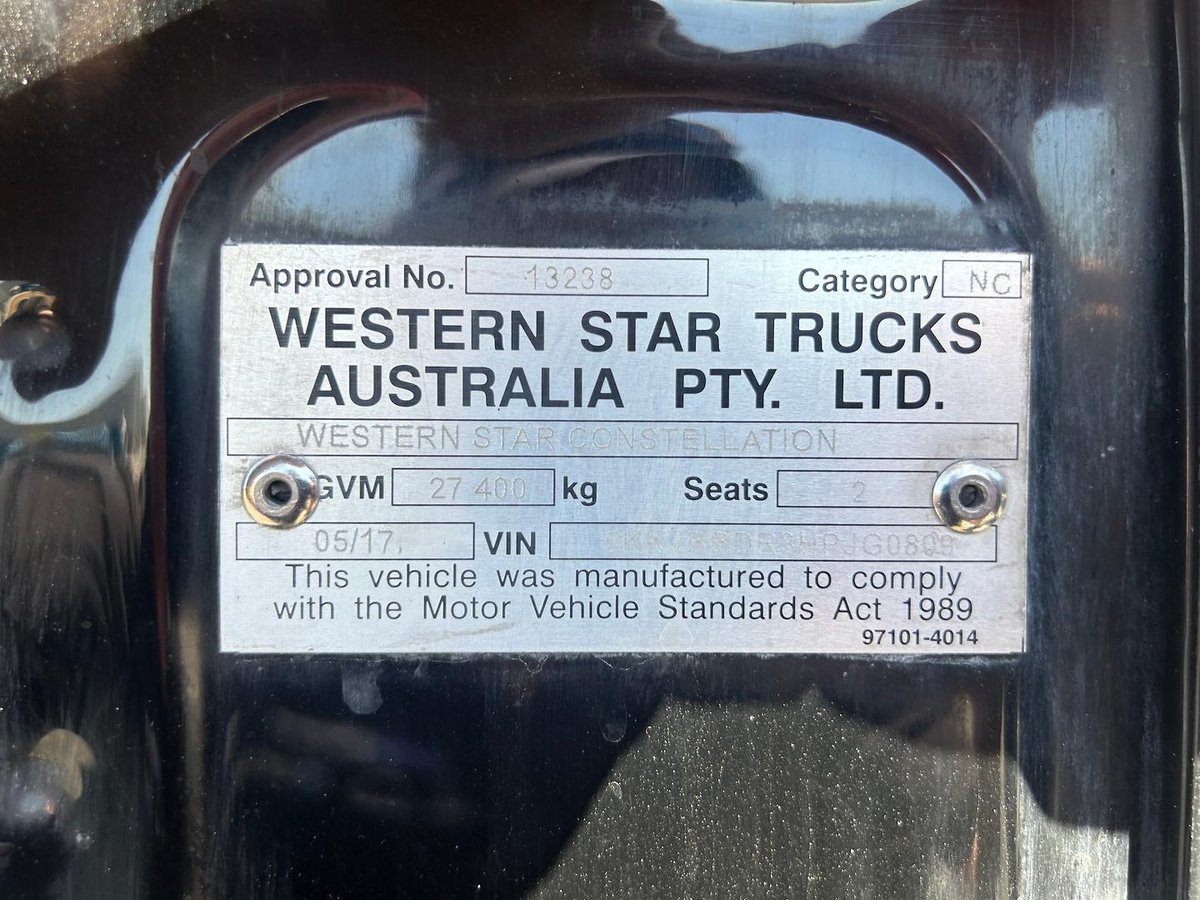 Approval No. 13238 Category NC
WESTERN STAR TRUCKS
AUSTRALIA PTY. LTD.
WESTERN STAR CONSTELLATION
GVM 27 400 kg Seats 2
05/17, VIN
This vehicle was manufactured to comply
with the Motor Vehicle Standards Act 1989
97101-4014